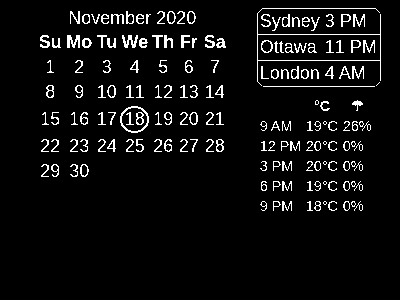 November 2020
Su Mo Tu We Th Fr Sa
1 2 3 4 5 6 7
8 9 10 11 12 13 14
15 16 17 18 19 20 21
22 23 24 25 26 27 28
29 30
Sydney 3 PM
Ottawa 11 PM
London 4 AM
°C ☂
9 AM 19°C 26%
12 PM 20°C 0%
3 PM 20°C 0%
6 PM 19°C 0%
9 PM 18°C 0%